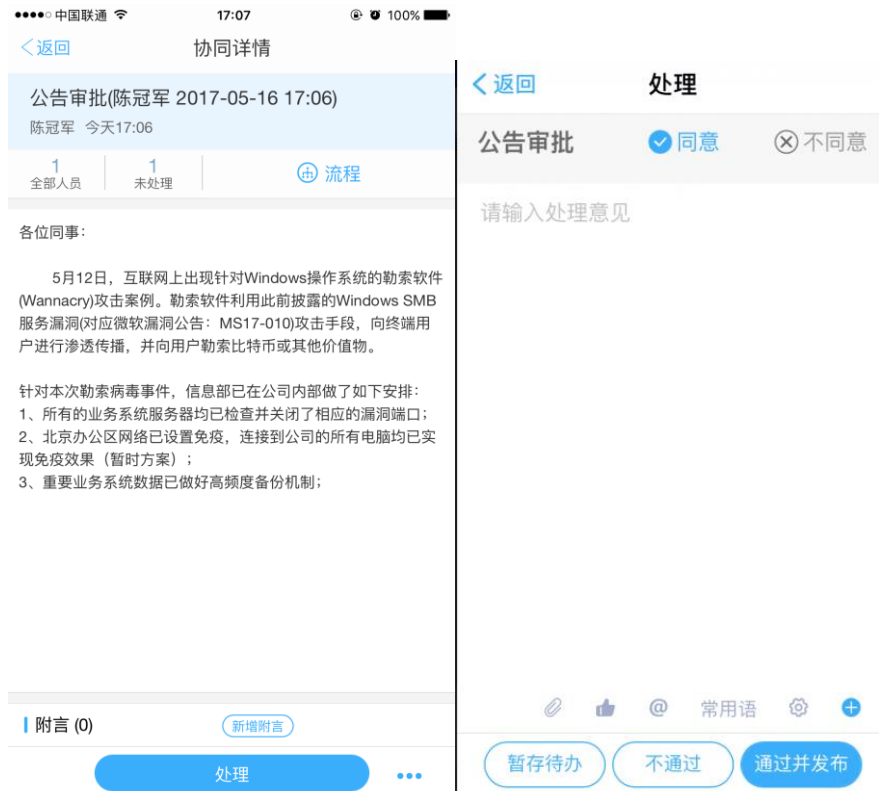 中国联通
17:07
100%
返回
协同详情
公告审批(陈冠军 2017-05-16 17:06)
陈冠军 今天17:06
1
全部人员
1
未处理
流程
各位同事：
5月12日，互联网上出现针对Windows操作系统的勒索软件
(Wannacry)攻击案例。勒索软件利用此前披露的Windows SMB
服务漏洞(对应微软漏洞公告：MS17-010)攻击手段，向终端用
户进行渗透传播，并向用户勒索比特币或其他价值物。
针对本次勒索病毒事件，信息部已在公司内部做了如下安排：
1、所有的业务系统服务器均已检查并关闭了相应的漏洞端口；
2、北京办公区网络已设置免疫，连接到公司的所有电脑均已实
现免疫效果（暂时方案）；
3、重要业务系统数据已做好高频度备份机制；
附言 (0)
新增附言
处理
返回
处理
公告审批
同意
不同意
请输入处理意见
@
常用语
暂存待办
不通过
通过并发布